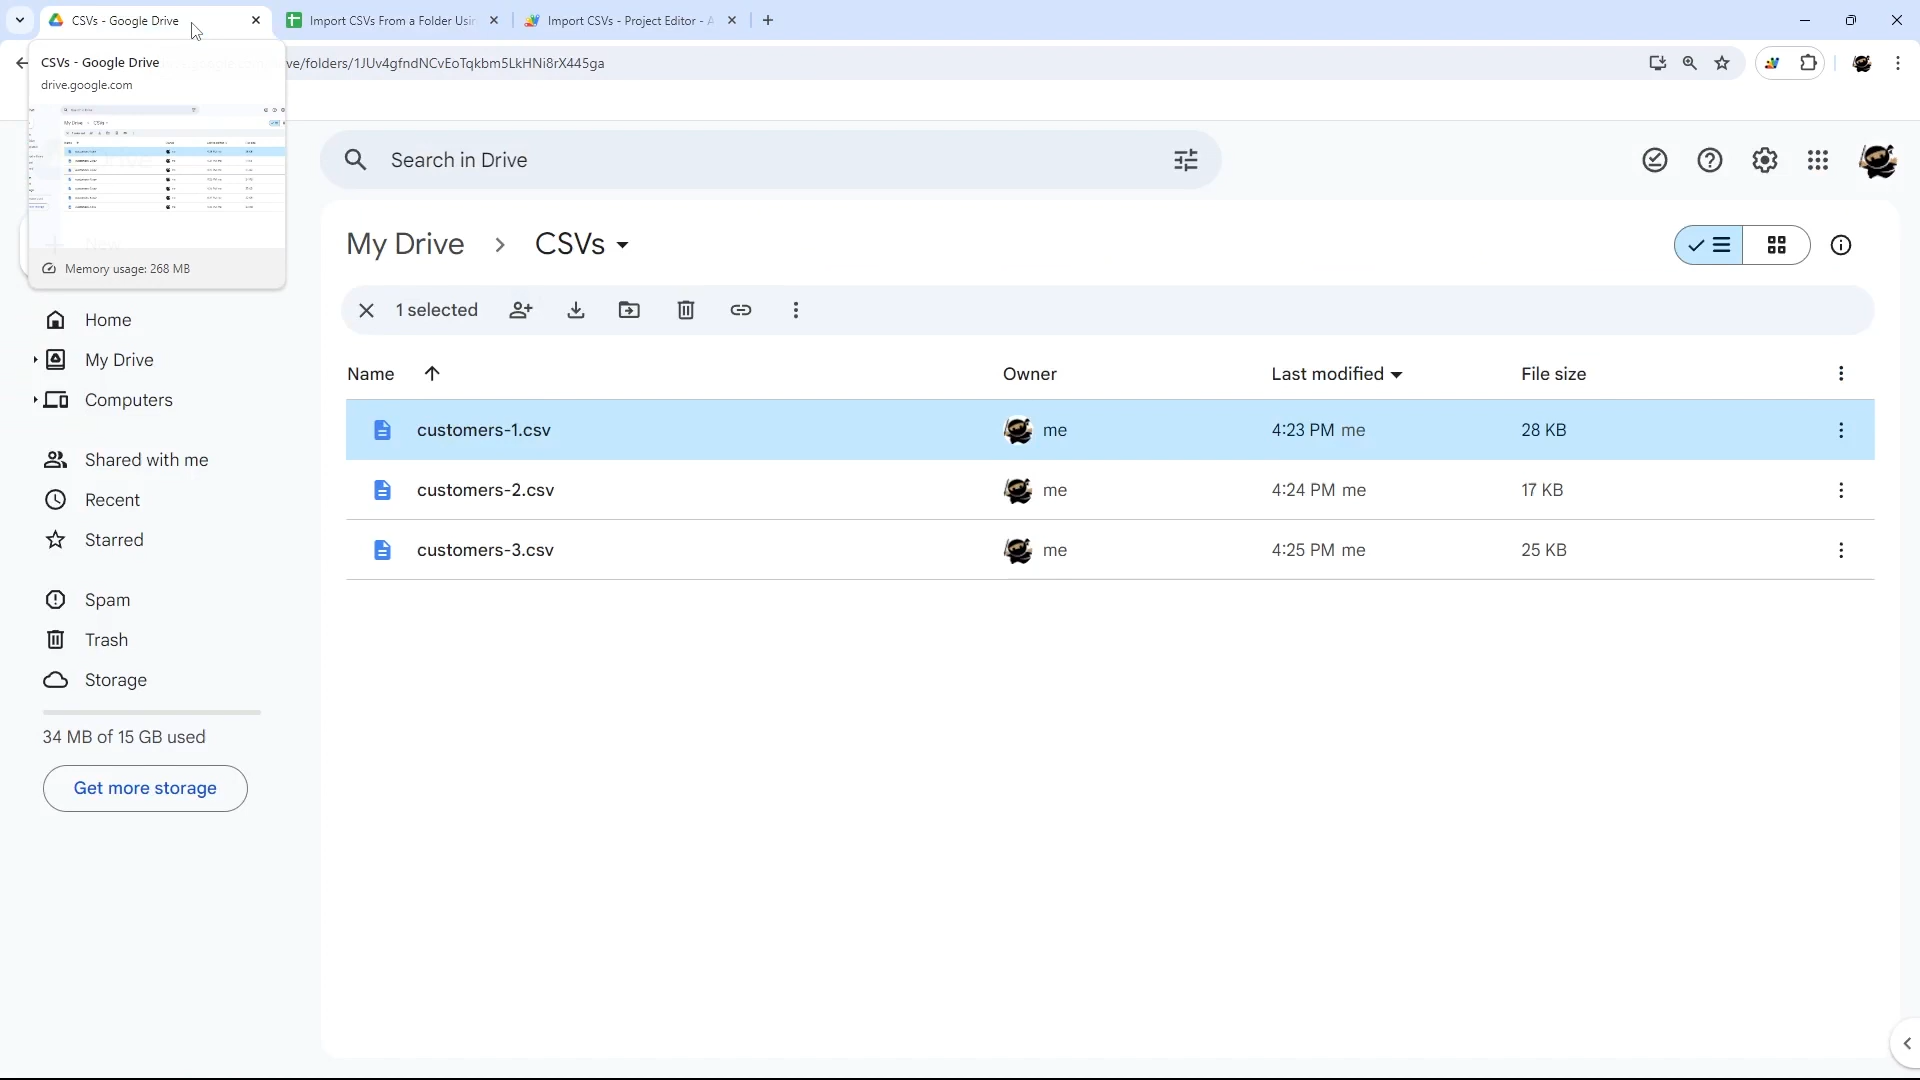 CSVs - Google Drive
Import CSVs From a Folder Usin
Import CSVs - Project Editor - A
CSVs - Google Drive
drive.google.com
ve/folders/1JUv4gfndNCvEoTqkbm5LkHNi8rX445ga
Memory usage: 268 MB
Search in Drive
New
My Drive
CSVs
1 selected
Home
My Drive
Computers
Shared with me
Recent
Starred
Spam
Trash
Storage
34 MB of 15 GB used
Get more storage
Name Owner Last modified File size
customers-1.csv me 4:23 PM me 28 KB
customers-2.csv me 4:24 PM me 17 KB
customers-3.csv me 4:25 PM me 25 KB